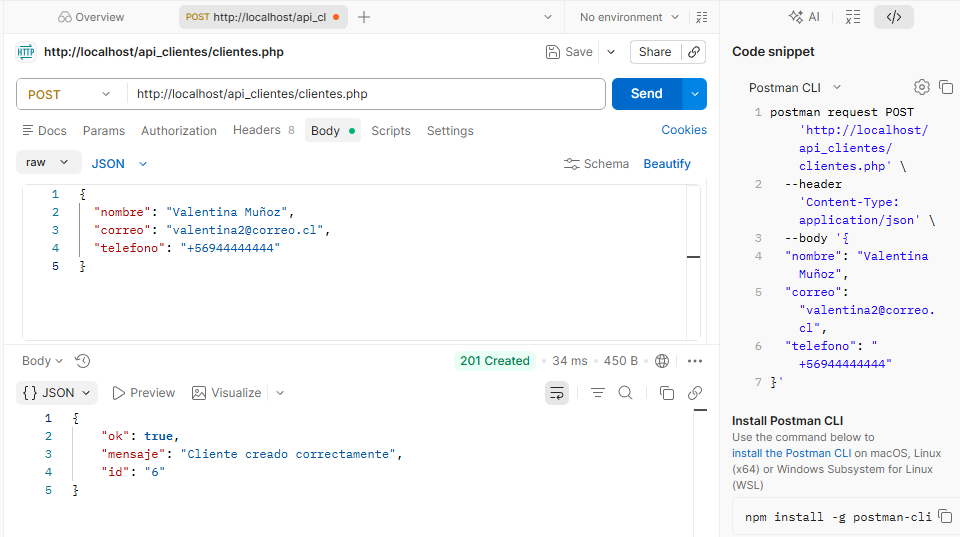 Overview
POST http://localhost/api_cl
No environment
AI
http://localhost/api_clientes/clientes.php
Save
Share
POST
http://localhost/api_clientes/clientes.php
Send
Docs
Params
Authorization
Headers 8
Body
Scripts
Settings
Cookies
raw
JSON
Schema
Beautify
1 {
2 "nombre": "Valentina Muñoz",
3 "correo": "valentina2@correo.cl",
4 "telefono": "+56944444444"
5 }
Body
201 Created
34 ms
450 B
{} JSON
Preview
Visualize
1 {
2 "ok": true,
3 "mensaje": "Cliente creado correctamente",
4 "id": "6"
5 }
Code snippet
Postman CLI
1 postman request POST
'http://localhost/
api_clientes/
clientes.php' \
2 --header
'Content-Type:
application/json' \
3 --body '{
4 "nombre": "Valentina
Muñoz",
5 "correo":
"valentina2@correo.
cl",
6 "telefono": "
+56944444444"
7 }'
Install Postman CLI
Use the command below to
install the Postman CLI on macOS, Linux
(x64) or Windows Subsystem for Linux
(WSL)
npm install -g postman-cli